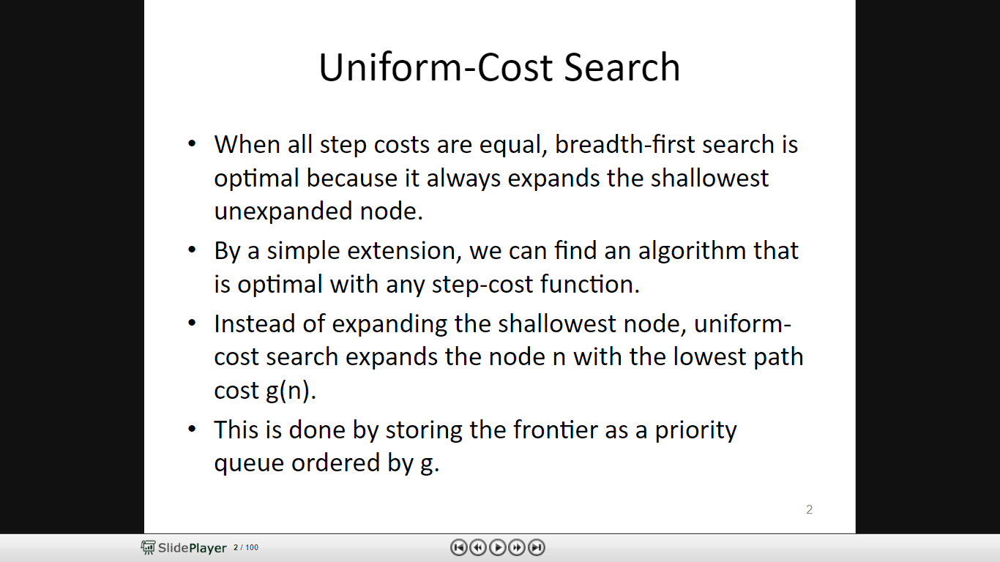 Uniform-Cost Search
• When all step costs are equal, breadth-first search is
optimal because it always expands the shallowest
unexpanded node.
• By a simple extension, we can find an algorithm that
is optimal with any step-cost function.
• Instead of expanding the shallowest node, uniform-
cost search expands the node n with the lowest path
cost g(n).
• This is done by storing the frontier as a priority
queue ordered by g.
2
SlidePlayer 2 / 100